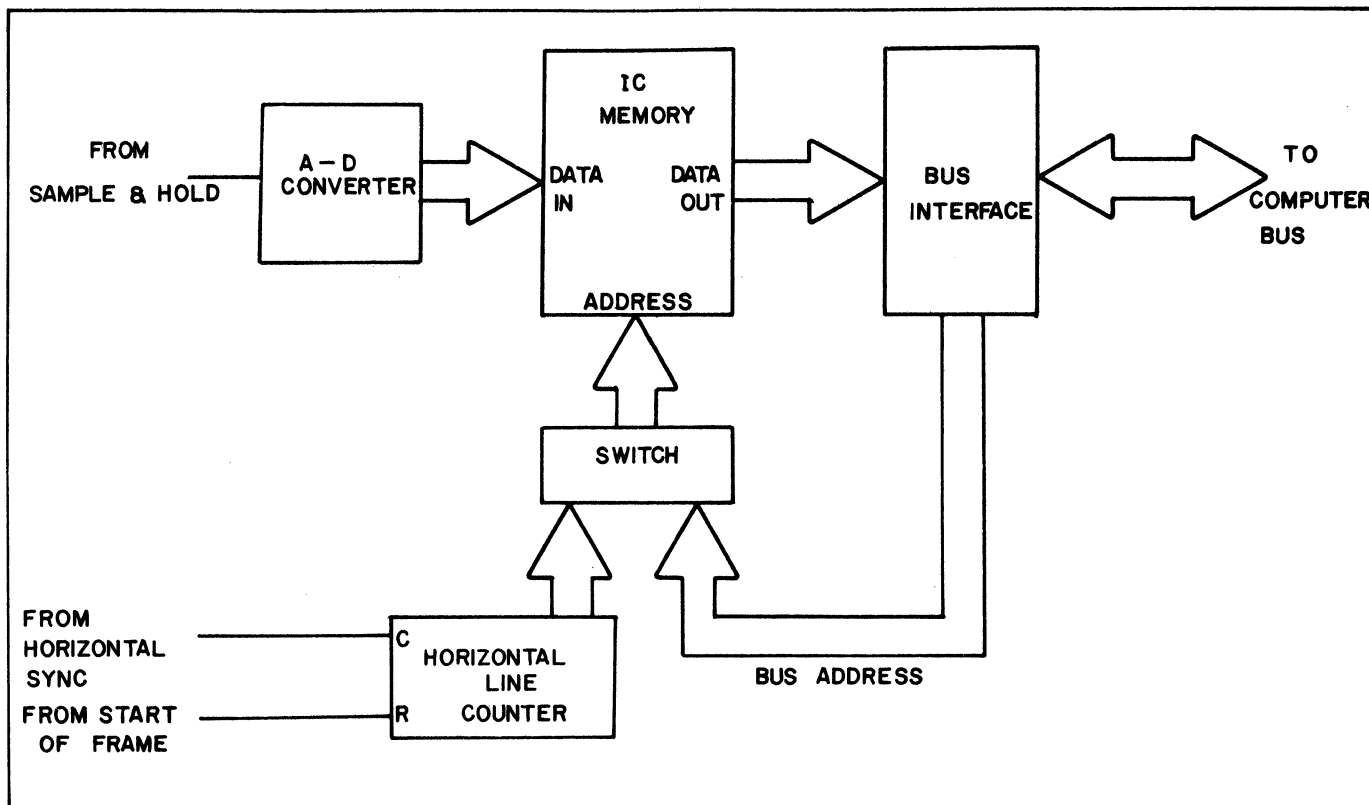 FROM
SAMPLE & HOLD
A-D
CONVERTER
IC
MEMORY
DATA
IN
DATA
OUT
ADDRESS
BUS
INTERFACE
TO
COMPUTER
BUS
SWITCH
FROM
HORIZONTAL
SYNC
FROM START
OF FRAME
C
R
HORIZONTAL
LINE
COUNTER
BUS ADDRESS